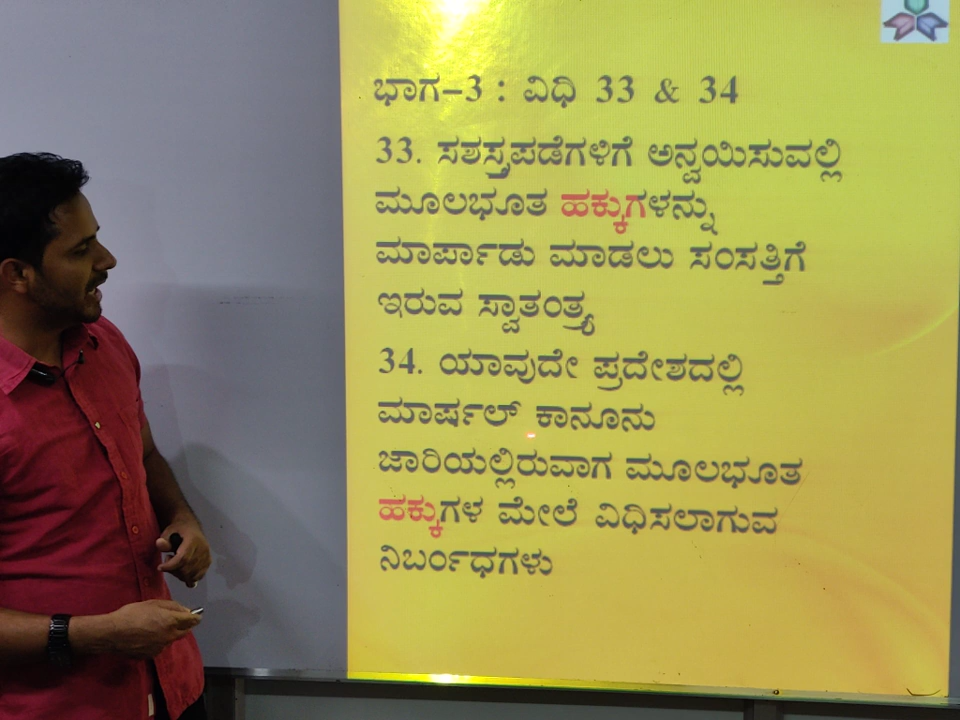 ಭಾಗ–3 : ವಿಧಿ 33 & 34
33. ಸಶಸ್ತ್ರಪಡೆಗಳಿಗೆ ಅನ್ವಯಿಸುವಲ್ಲಿ
ಮೂಲಭೂತ ಹಕ್ಕುಗಳನ್ನು
ಮಾರ್ಪಾಡು ಮಾಡಲು ಸಂಸತ್ತಿಗೆ
ಇರುವ ಸ್ವಾತಂತ್ರ್ಯ
34. ಯಾವುದೇ ಪ್ರದೇಶದಲ್ಲಿ
ಮಾರ್ಷಲ್ ಕಾನೂನು
ಜಾರಿಯಲ್ಲಿರುವಾಗ ಮೂಲಭೂತ
ಹಕ್ಕುಗಳ ಮೇಲೆ ವಿಧಿಸಲಾಗುವ
ನಿರ್ಬಂಧಗಳು